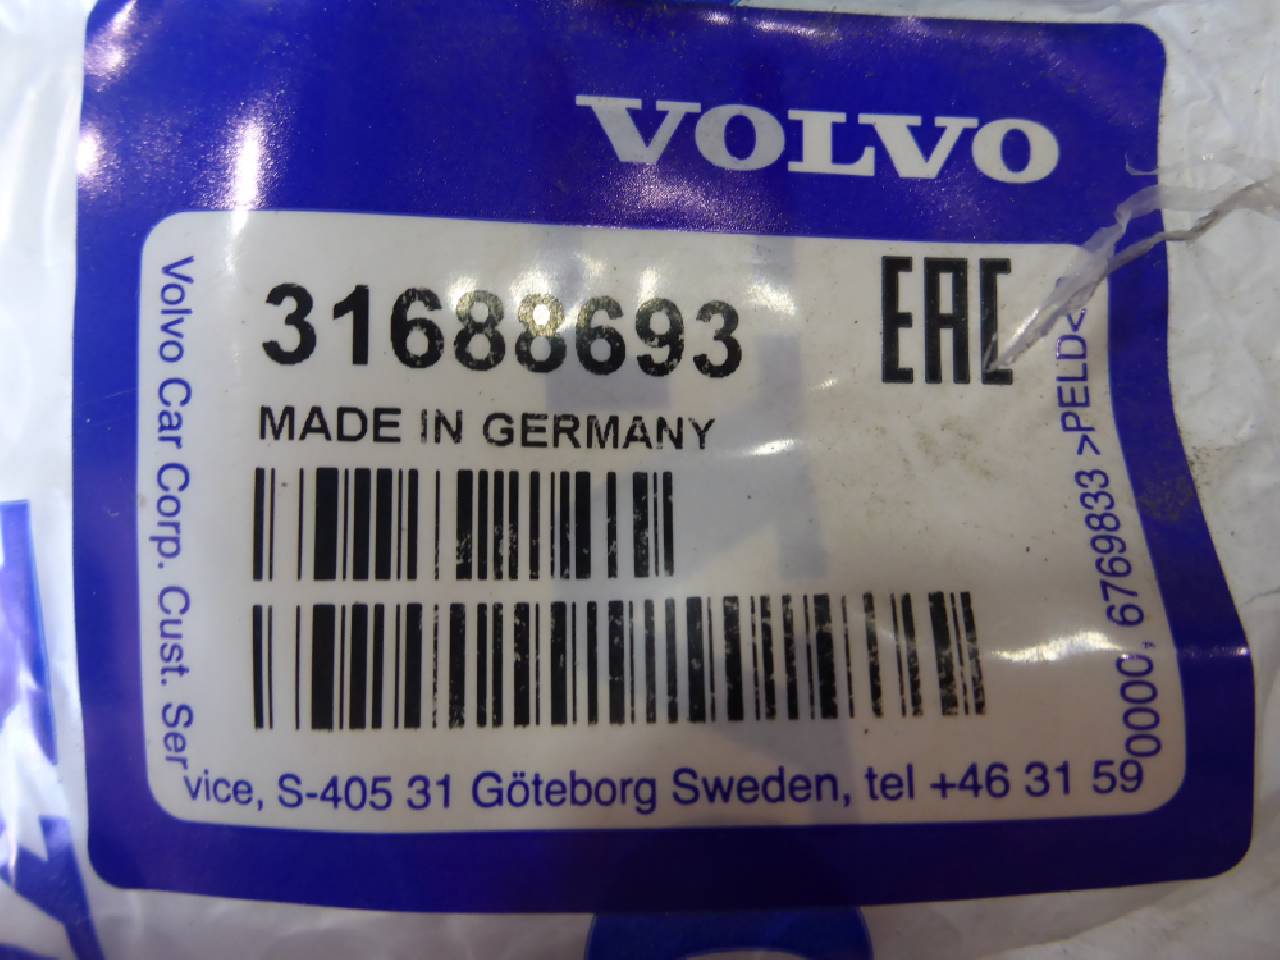 VOLVO
31688693
EAC
MADE IN GERMANY
Volvo Car Corp. Cust. Service, S-405 31 Göteborg Sweden, tel +46 31 59 0000, 6769833 >PELD<